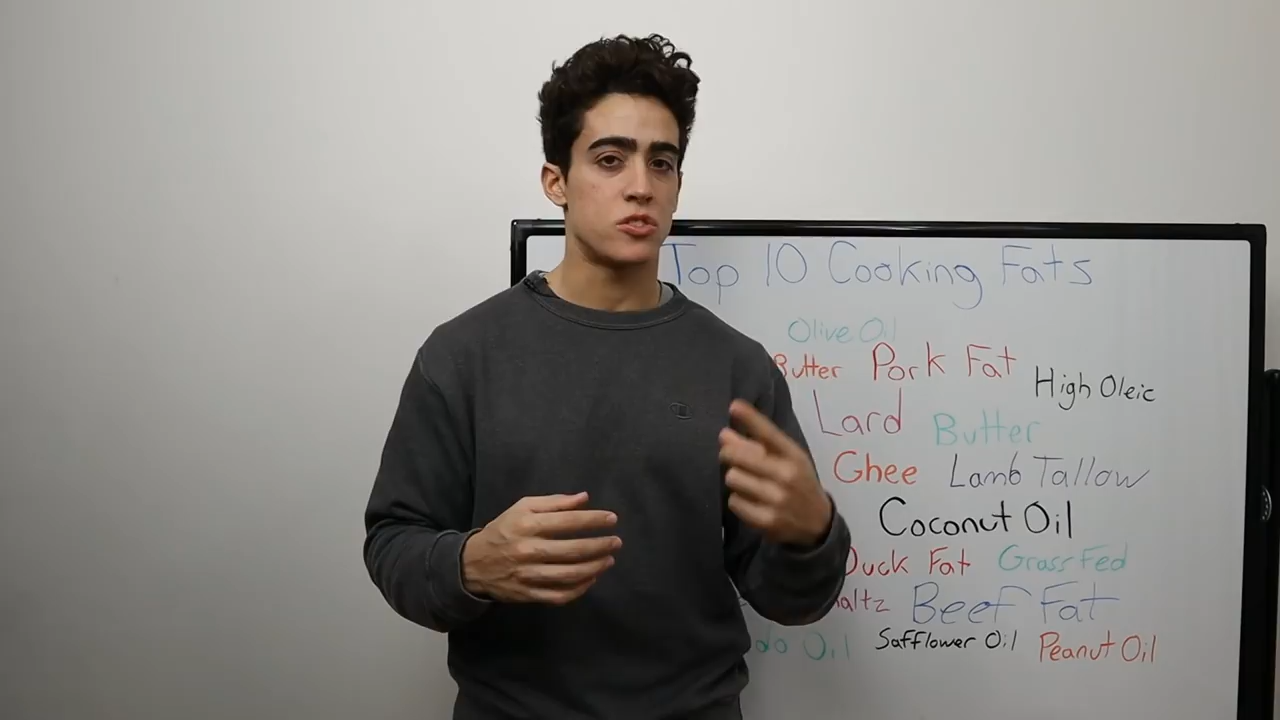 Top 10 Cooking Fats
Olive Oil
Butter Pork Fat High Oleic
Lard Butter
Ghee Lamb Tallow
Coconut Oil
Duck Fat Grass Fed
Beef Fat
Oil Safflower Oil Peanut Oil